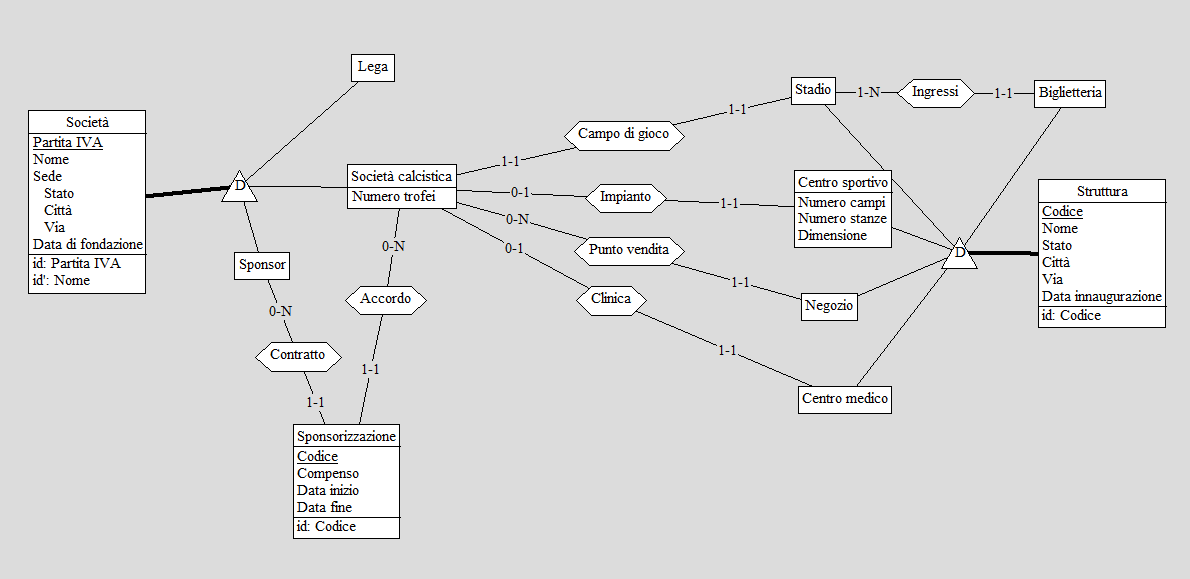 Lega
Società
Partita IVA
Nome
Sede
Stato
Città
Via
Data di fondazione
id: Partita IVA
id': Nome
D
Società calcistica
Numero trofei
Sponsor
0-N
Contratto
1-1
0-N
Accordo
1-1
Sponsorizzazione
Codice
Compenso
Data inizio
Data fine
id: Codice
1-1
Campo di gioco
1-1
Stadio
1-N
Ingressi
1-1
Biglietteria
0-1
Impianto
1-1
Centro sportivo
Numero campi
Numero stanze
Dimensione
0-N
Punto vendita
1-1
Negozio
0-1
Clinica
1-1
Centro medico
D
Struttura
Codice
Nome
Stato
Città
Via
Data innaugurazione
id: Codice